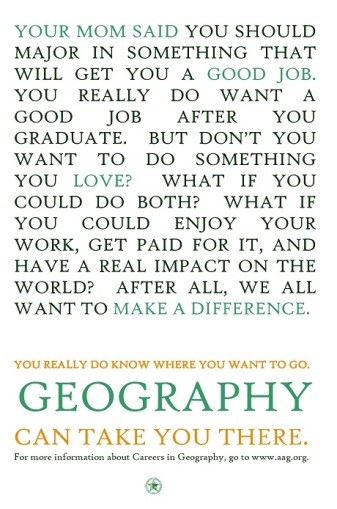 YOUR MOM SAID YOU SHOULD
MAJOR IN SOMETHING THAT
WILL GET YOU A GOOD JOB.
YOU REALLY DO WANT A
GOOD JOB AFTER YOU
GRADUATE. BUT DON'T YOU
WANT TO DO SOMETHING
YOU LOVE? WHAT IF YOU
COULD DO BOTH? WHAT IF
YOU COULD ENJOY YOUR
WORK, GET PAID FOR IT, AND
HAVE A REAL IMPACT ON THE
WORLD? AFTER ALL, WE ALL
WANT TO MAKE A DIFFERENCE.
YOU REALLY DO KNOW WHERE YOU WANT TO GO.
GEOGRAPHY
CAN TAKE YOU THERE.
For more information about Careers in Geography, go to www.aag.org.